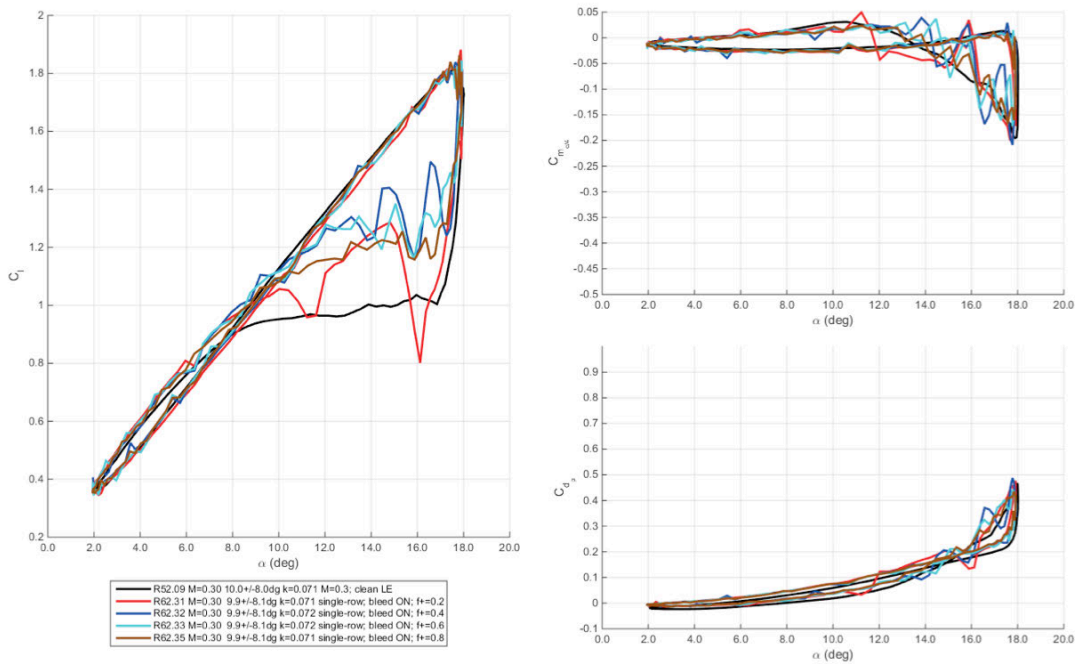 2
1.8
1.6
1.4
1.2
1
0.8
0.6
0.4
0.2
C_l
0.0 2.0 4.0 6.0 8.0 10.0 12.0 14.0 16.0 18.0 20.0
α (deg)
R52.09 M=0.30 10.0+/-8.0dg k=0.071 M=0.3; clean LE
R62.31 M=0.30 9.9+/-8.1dg k=0.071 single-row; bleed ON; f+=0.2
R62.32 M=0.30 9.9+/-8.1dg k=0.072 single-row; bleed ON; f+=0.4
R62.33 M=0.30 9.9+/-8.1dg k=0.072 single-row; bleed ON; f+=0.6
R62.35 M=0.30 9.9+/-8.1dg k=0.071 single-row; bleed ON; f+=0.8
0.05
0
-0.05
-0.1
-0.15
-0.2
-0.25
-0.3
-0.35
-0.4
-0.45
-0.5
0.0 2.0 4.0 6.0 8.0 10.0 12.0 14.0 16.0 18.0 20.0
α (deg)
0.9
0.8
0.7
0.6
0.5
0.4
0.3
0.2
0.1
0
-0.1
0.0 2.0 4.0 6.0 8.0 10.0 12.0 14.0 16.0 18.0 20.0
α (deg)